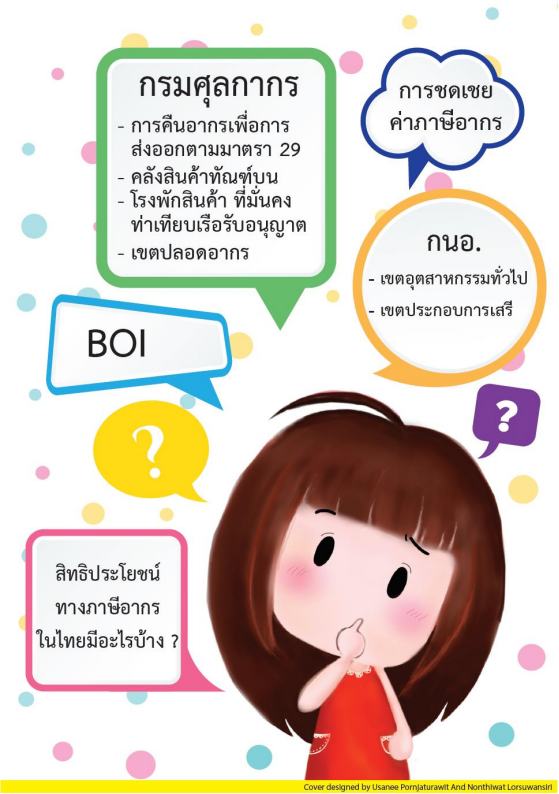 กรมศุลกากร
- การคืนอากรเพื่อการ
ส่งออกตามมาตรา 29
- คลังสินค้าทัณฑ์บน
- โรงพักสินค้า ที่มั่นคง
ท่าเทียบเรือรับอนุญาต
- เขตปลอดอากร
การชดเชย
ค่าภาษีอากร
กนอ.
- เขตอุตสาหกรรมทั่วไป
- เขตประกอบการเสรี
BOI
?
?
สิทธิประโยชน์
ทางภาษีอากร
ในไทยมีอะไรบ้าง ?
Cover designed by Usanee Pornjaturawit And Nonthiwat Lorsuwansiri